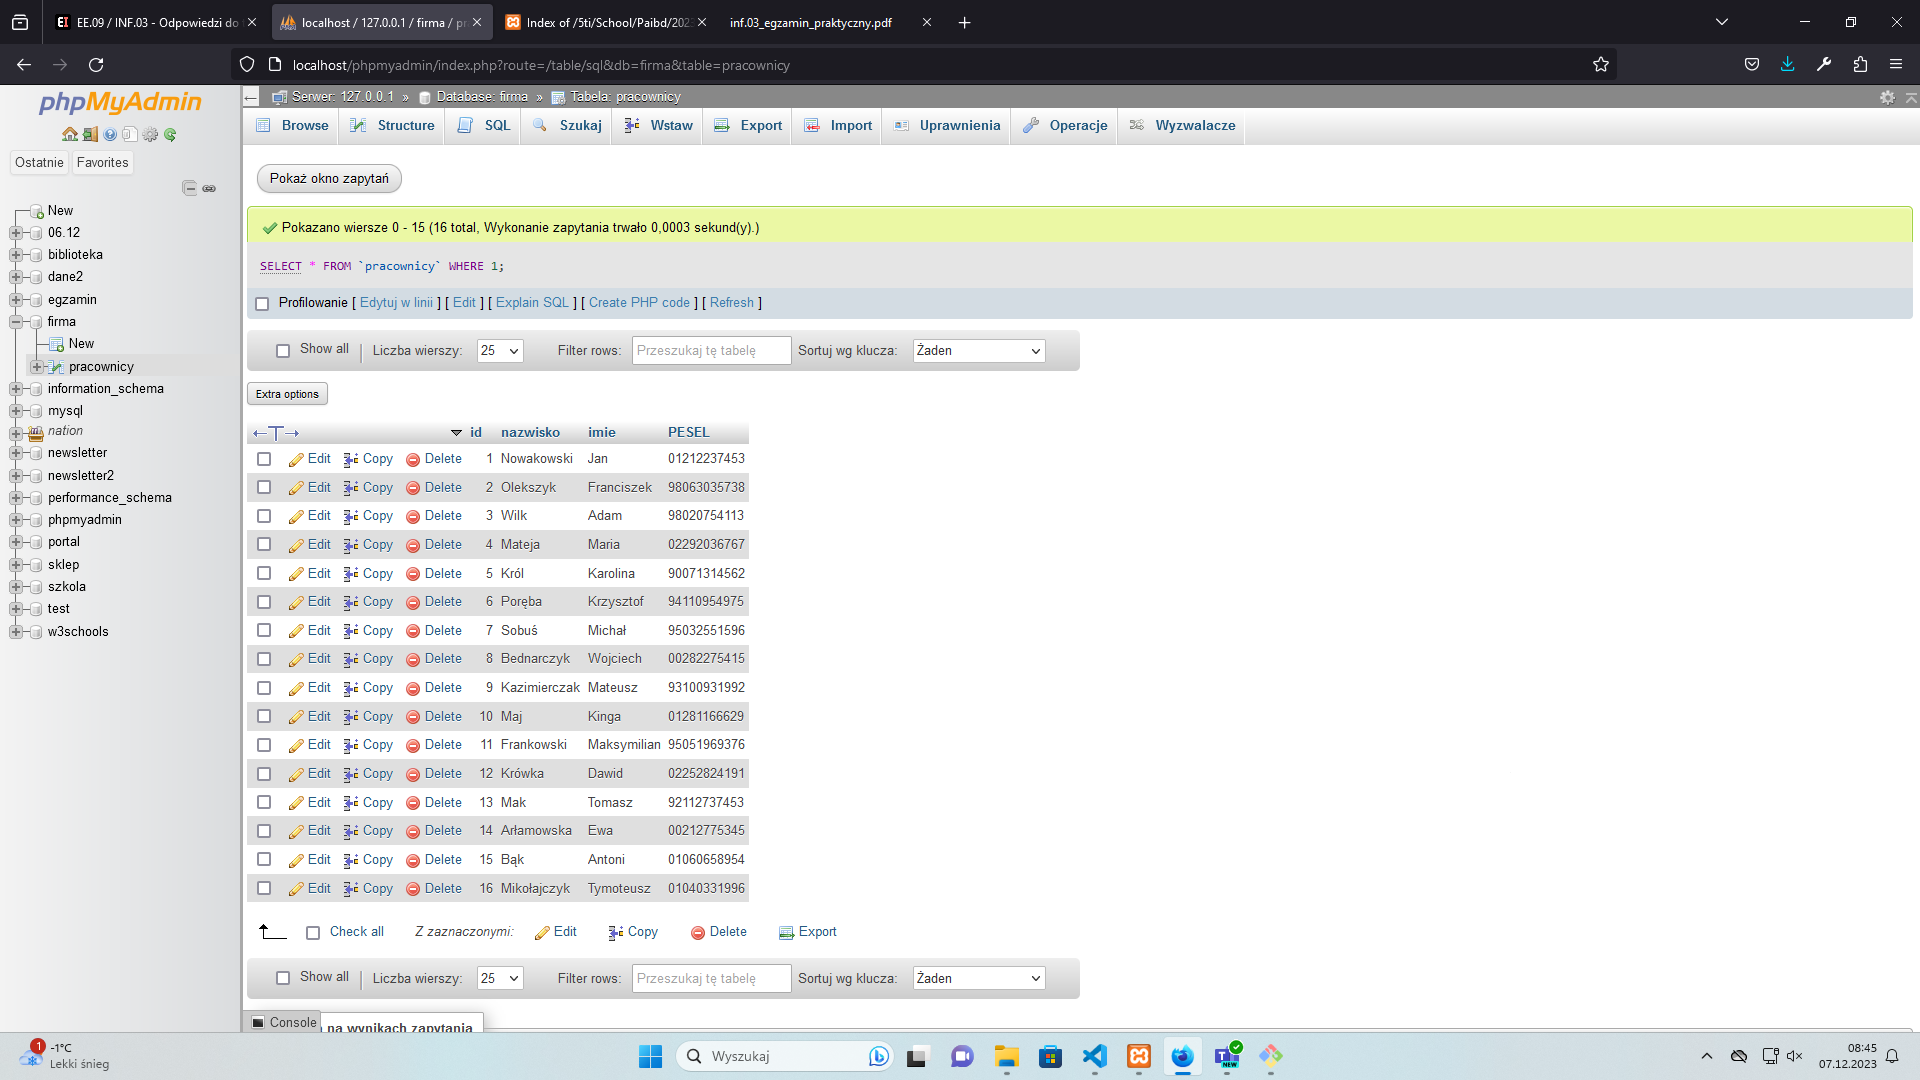 EE.09 / INF.03 - Odpowiedzi do
localhost / 127.0.0.1 / firma / pr
Index of /5ti/School/Paibd/202
inf.03_egzamin_praktyczny.pdf
localhost/phpmyadmin/index.php?route=/table/sql&db=firma&table=pracownicy
phpMyAdmin
Ostatnie Favorites
New
06.12
biblioteka
dane2
egzamin
firma
New
pracownicy
information_schema
mysql
nation
newsletter
newsletter2
performance_schema
phpmyadmin
portal
sklep
szkola
test
w3schools
Serwer: 127.0.0.1 » Database: firma » Tabela: pracownicy
Browse Structure SQL Szukaj Wstaw Export Import Uprawnienia Operacje Wyzwalacze
Pokaż okno zapytań
Pokazano wiersze 0 - 15 (16 total, Wykonanie zapytania trwało 0,0003 sekund(y).)
SELECT * FROM `pracownicy` WHERE 1;
Profilowanie [ Edytuj w linii ] [ Edit ] [ Explain SQL ] [ Create PHP code ] [ Refresh ]
Show all | Liczba wierszy: 25 Filter rows: Przeszukaj tę tabelę Sortuj wg klucza: Żaden
Extra options
←T→ id nazwisko imie PESEL
Edit Copy Delete 1 Nowakowski Jan 01212237453
Edit Copy Delete 2 Olekszyk Franciszek 98063035738
Edit Copy Delete 3 Wilk Adam 98020754113
Edit Copy Delete 4 Mateja Maria 02292036767
Edit Copy Delete 5 Król Karolina 90071314562
Edit Copy Delete 6 Poręba Krzysztof 94110954975
Edit Copy Delete 7 Sobuś Michał 95032551596
Edit Copy Delete 8 Bednarczyk Wojciech 00282275415
Edit Copy Delete 9 Kazimierczak Mateusz 93100931992
Edit Copy Delete 10 Maj Kinga 01281166629
Edit Copy Delete 11 Frankowski Maksymilian 95051969376
Edit Copy Delete 12 Krówka Dawid 02252824191
Edit Copy Delete 13 Mak Tomasz 92112737453
Edit Copy Delete 14 Arłamowska Ewa 00212775345
Edit Copy Delete 15 Bąk Antoni 01060658954
Edit Copy Delete 16 Mikołajczyk Tymoteusz 01040331996
Check all Z zaznaczonymi: Edit Copy Delete Export
Show all | Liczba wierszy: 25 Filter rows: Przeszukaj tę tabelę Sortuj wg klucza: Żaden
Console na wynikach zapytania
1 -1°C
Lekki śnieg
Wyszukaj
NEW
08:45
07.12.2023